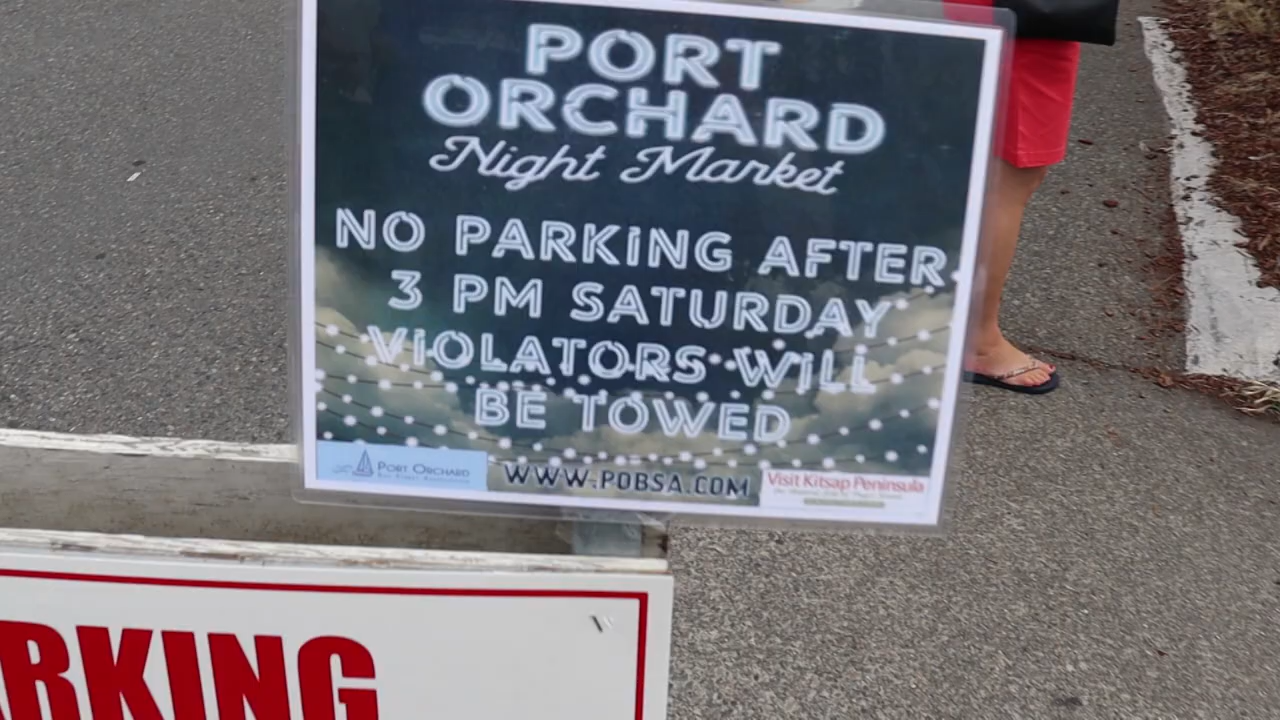 PORT
ORCHARD
Night Market
NO PARKING AFTER
3 PM SATURDAY
VIOLATORS WILL
BE TOWED
PORT ORCHARD
WWW.POBSA.COM
Visit Kitsap Peninsula
ARKING